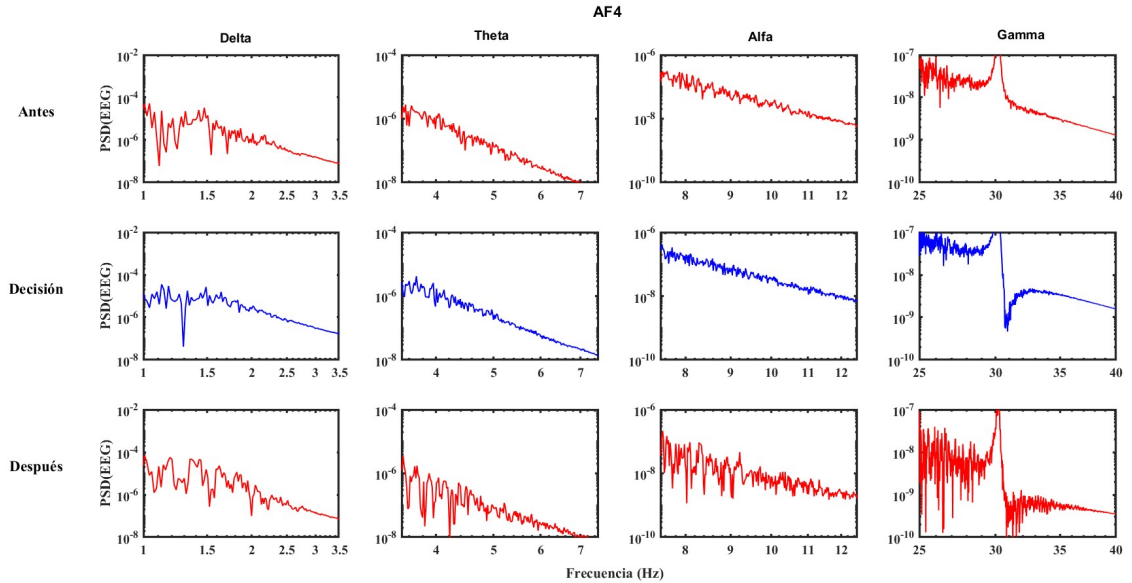 AF4
Delta Theta Alfa Gamma
Antes
PSD(EEG)
10^-2 10^-4 10^-6 10^-8
1 1.5 2 2.5 3 3.5
10^-4 10^-6 10^-8
4 5 6 7
10^-6 10^-8 10^-10
8 9 10 11 12
10^-7 10^-8 10^-9 10^-10
25 30 35 40
Decisión
PSD(EEG)
10^-2 10^-4 10^-6 10^-8
1 1.5 2 2.5 3 3.5
10^-4 10^-6 10^-8
4 5 6 7
10^-6 10^-8 10^-10
8 9 10 11 12
10^-7 10^-8 10^-9 10^-10
25 30 35 40
Después
PSD(EEG)
10^-2 10^-4 10^-6 10^-8
1 1.5 2 2.5 3 3.5
10^-4 10^-6 10^-8
4 5 6 7
10^-6 10^-8 10^-10
8 9 10 11 12
10^-7 10^-8 10^-9 10^-10
25 30 35 40
Frecuencia (Hz)